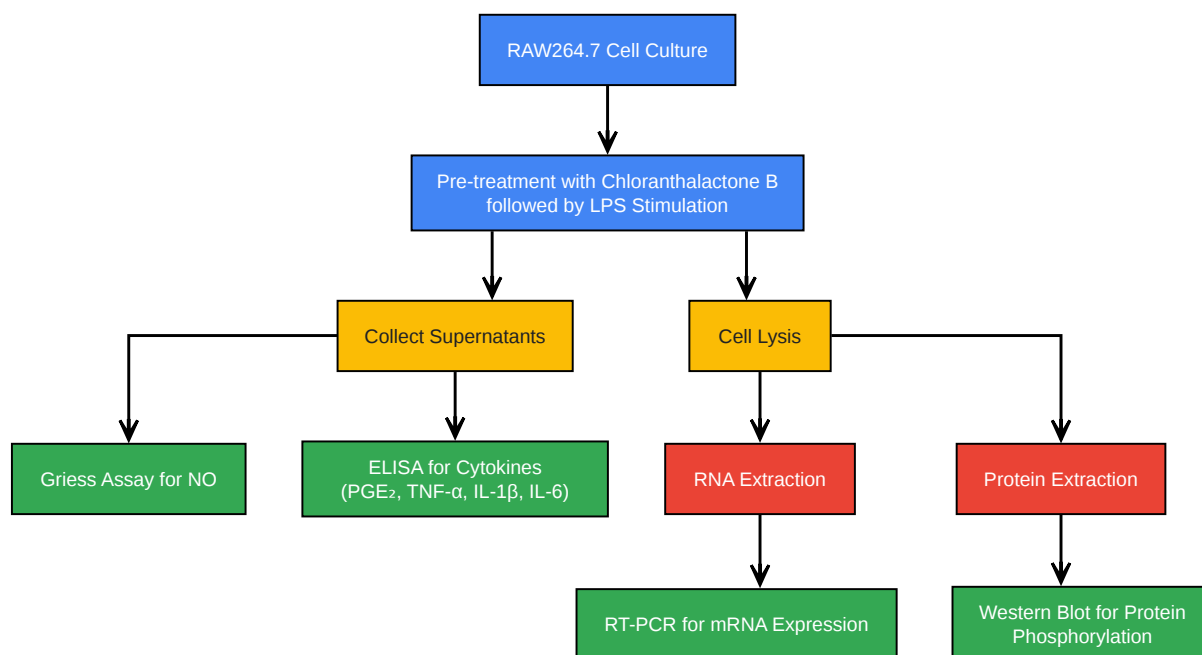 RAW264.7 Cell Culture
Pre-treatment with Chloranthalactone B
followed by LPS Stimulation
Collect Supernatants
Cell Lysis
Griess Assay for NO
ELISA for Cytokines
(PGE₂, TNF-α, IL-1β, IL-6)
RNA Extraction
Protein Extraction
RT-PCR for mRNA Expression
Western Blot for Protein
Phosphorylation